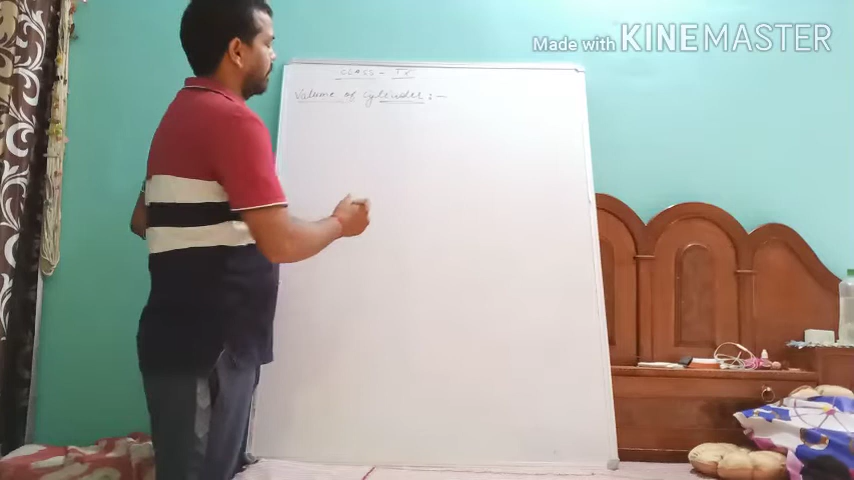 Made with KINEMASTER
CLASS - IX
Volume of cylinder :-